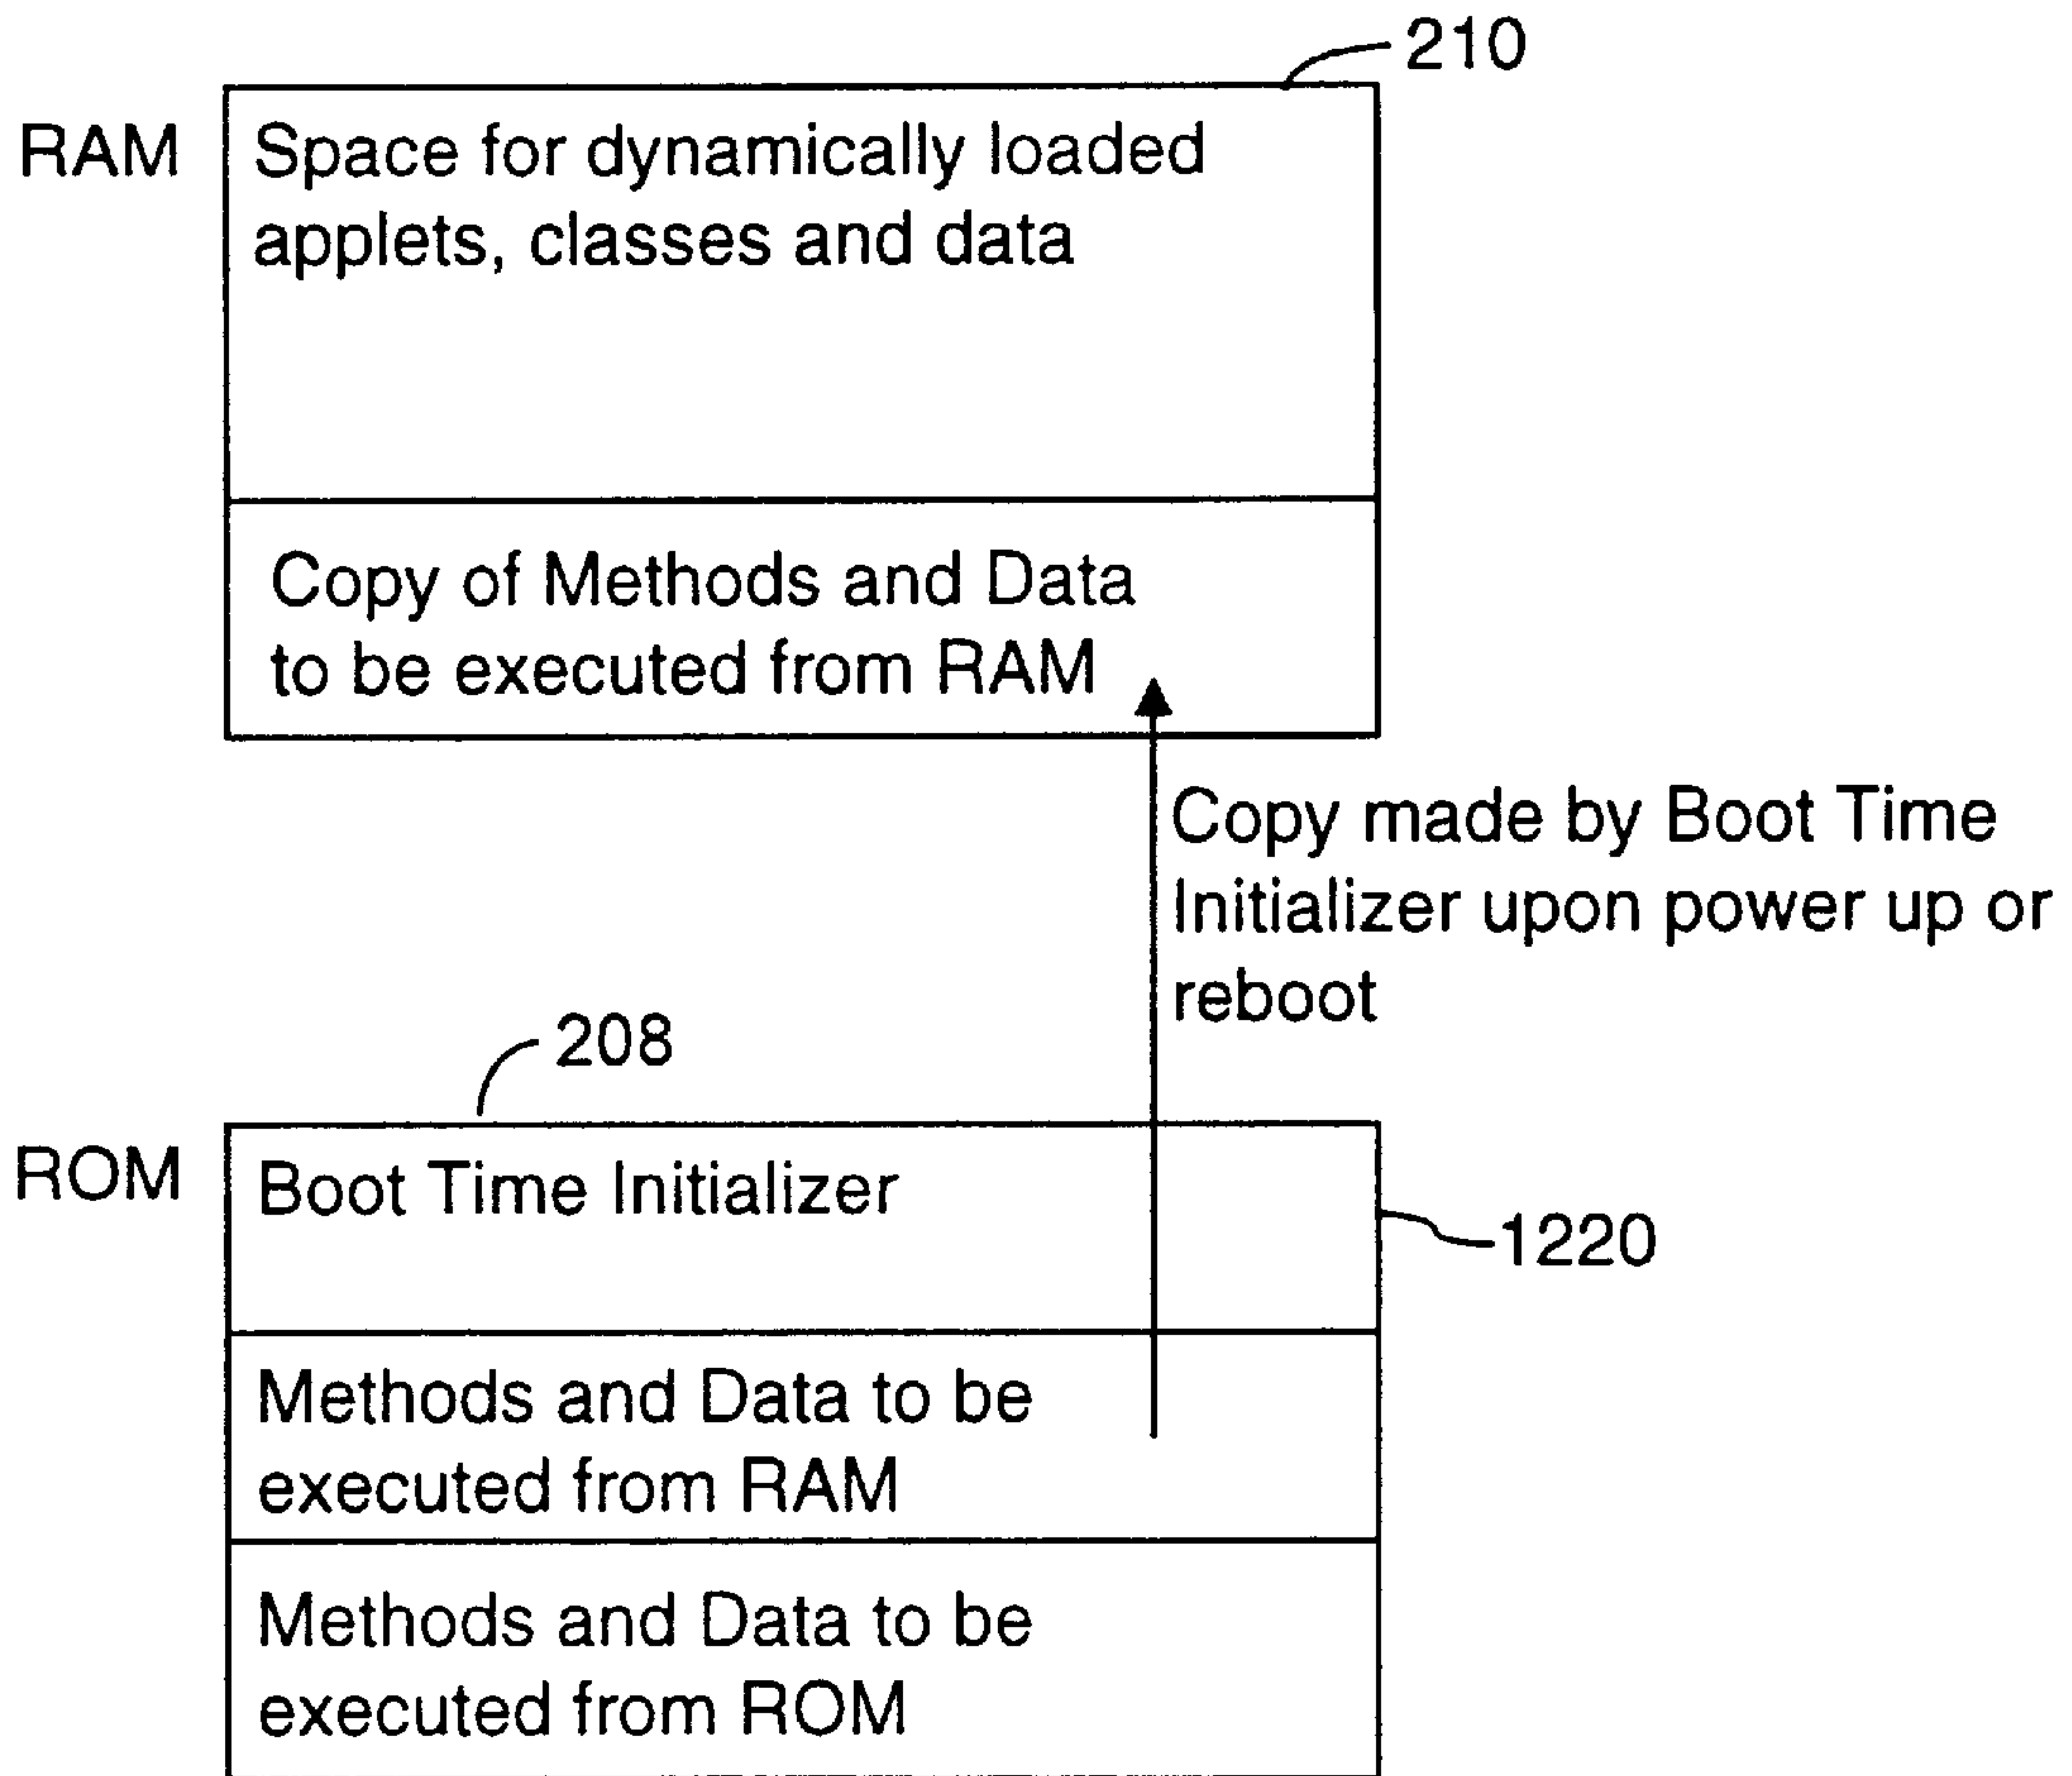 210
RAM
Space for dynamically loaded
applets, classes and data
Copy of Methods and Data
to be executed from RAM
Copy made by Boot Time
Initializer upon power up or
reboot
208
ROM
Boot Time Initializer
1220
Methods and Data to be
executed from RAM
Methods and Data to be
executed from ROM